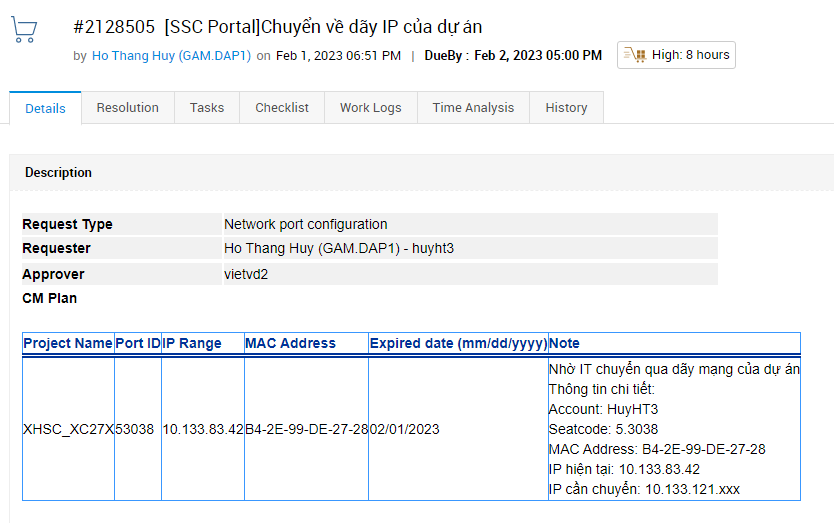 #2128505 [SSC Portal]Chuyển về dãy IP của dự án
by Ho Thang Huy (GAM.DAP1) on Feb 1, 2023 06:51 PM | DueBy : Feb 2, 2023 05:00 PM High: 8 hours
Details Resolution Tasks Checklist Work Logs Time Analysis History
Description
Request Type Network port configuration
Requester Ho Thang Huy (GAM.DAP1) - huyht3
Approver vietvd2
CM Plan
Project Name Port ID IP Range MAC Address Expired date (mm/dd/yyyy) Note
XHSC_XC27X 53038 10.133.83.42 B4-2E-99-DE-27-28 02/01/2023
Nhờ IT chuyển qua dãy mạng của dự án
Thông tin chi tiết:
Account: HuyHT3
Seatcode: 5.3038
MAC Address: B4-2E-99-DE-27-28
IP hiện tại: 10.133.83.42
IP cần chuyển: 10.133.121.xxx